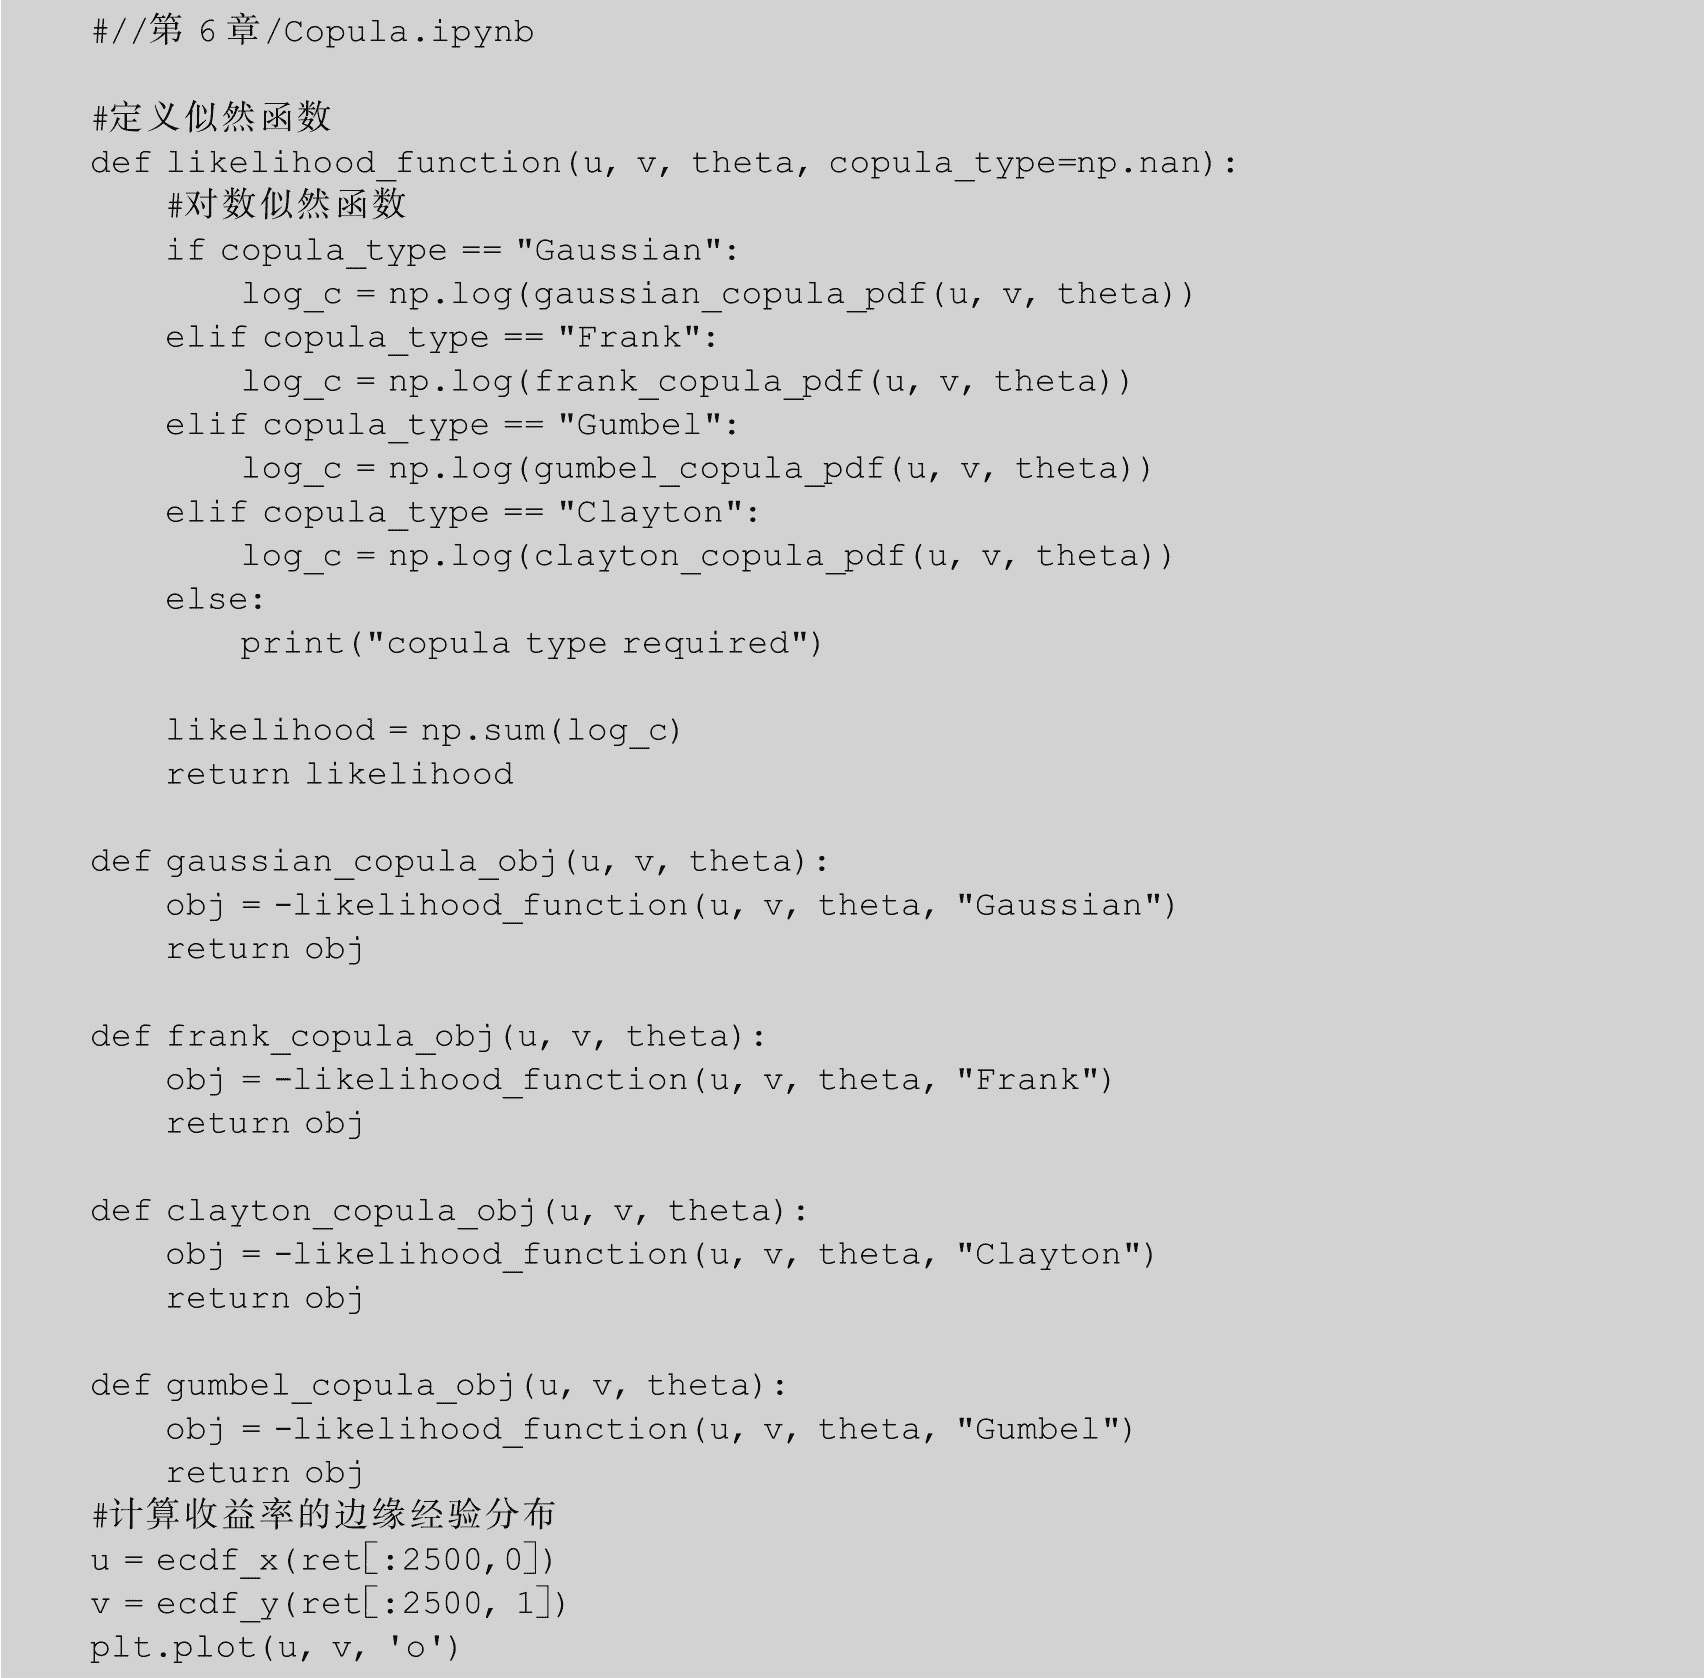 #//第 6 章/Copula.ipynb
#定义似然函数
def likelihood_function(u, v, theta, copula_type=np.nan):
    #对数似然函数
    if copula_type == "Gaussian":
        log_c = np.log(gaussian_copula_pdf(u, v, theta))
    elif copula_type == "Frank":
        log_c = np.log(frank_copula_pdf(u, v, theta))
    elif copula_type == "Gumbel":
        log_c = np.log(gumbel_copula_pdf(u, v, theta))
    elif copula_type == "Clayton":
        log_c = np.log(clayton_copula_pdf(u, v, theta))
    else:
        print("copula type required")
    likelihood = np.sum(log_c)
    return likelihood
def gaussian_copula_obj(u, v, theta):
    obj = -likelihood_function(u, v, theta, "Gaussian")
    return obj
def frank_copula_obj(u, v, theta):
    obj = -likelihood_function(u, v, theta, "Frank")
    return obj
def clayton_copula_obj(u, v, theta):
    obj = -likelihood_function(u, v, theta, "Clayton")
    return obj
def gumbel_copula_obj(u, v, theta):
    obj = -likelihood_function(u, v, theta, "Gumbel")
    return obj
#计算收益率的边缘经验分布
u = ecdf_x(ret[:2500,0])
v = ecdf_y(ret[:2500, 1])
plt.plot(u, v, 'o')